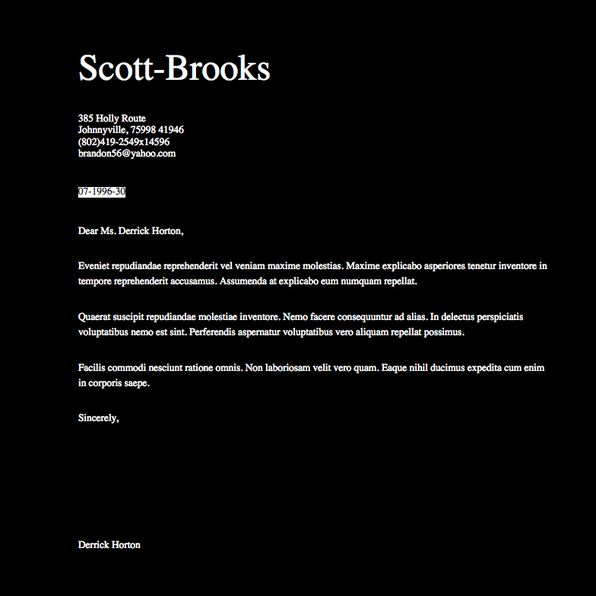 Scott-Brooks
385 Holly Route
Johnnyville, 75998 41946
(802)419-2549x14596
brandon56@yahoo.com
07-1996-30
Dear Ms. Derrick Horton,
Eveniet repudiandae reprehenderit vel veniam maxime molestias. Maxime explicabo asperiores tenetur inventore in
tempore reprehenderit accusamus. Assumenda at explicabo eum numquam repellat.
Quaerat suscipit repudiandae molestiae inventore. Nemo facere consequuntur ad alias. In delectus perspiciatis
voluptatibus nemo est sint. Perferendis aspernatur voluptatibus vero aliquam repellat possimus.
Facilis commodi nesciunt ratione omnis. Non laboriosam velit vero quam. Eaque nihil ducimus expedita cum enim
in corporis saepe.
Sincerely,
Derrick Horton